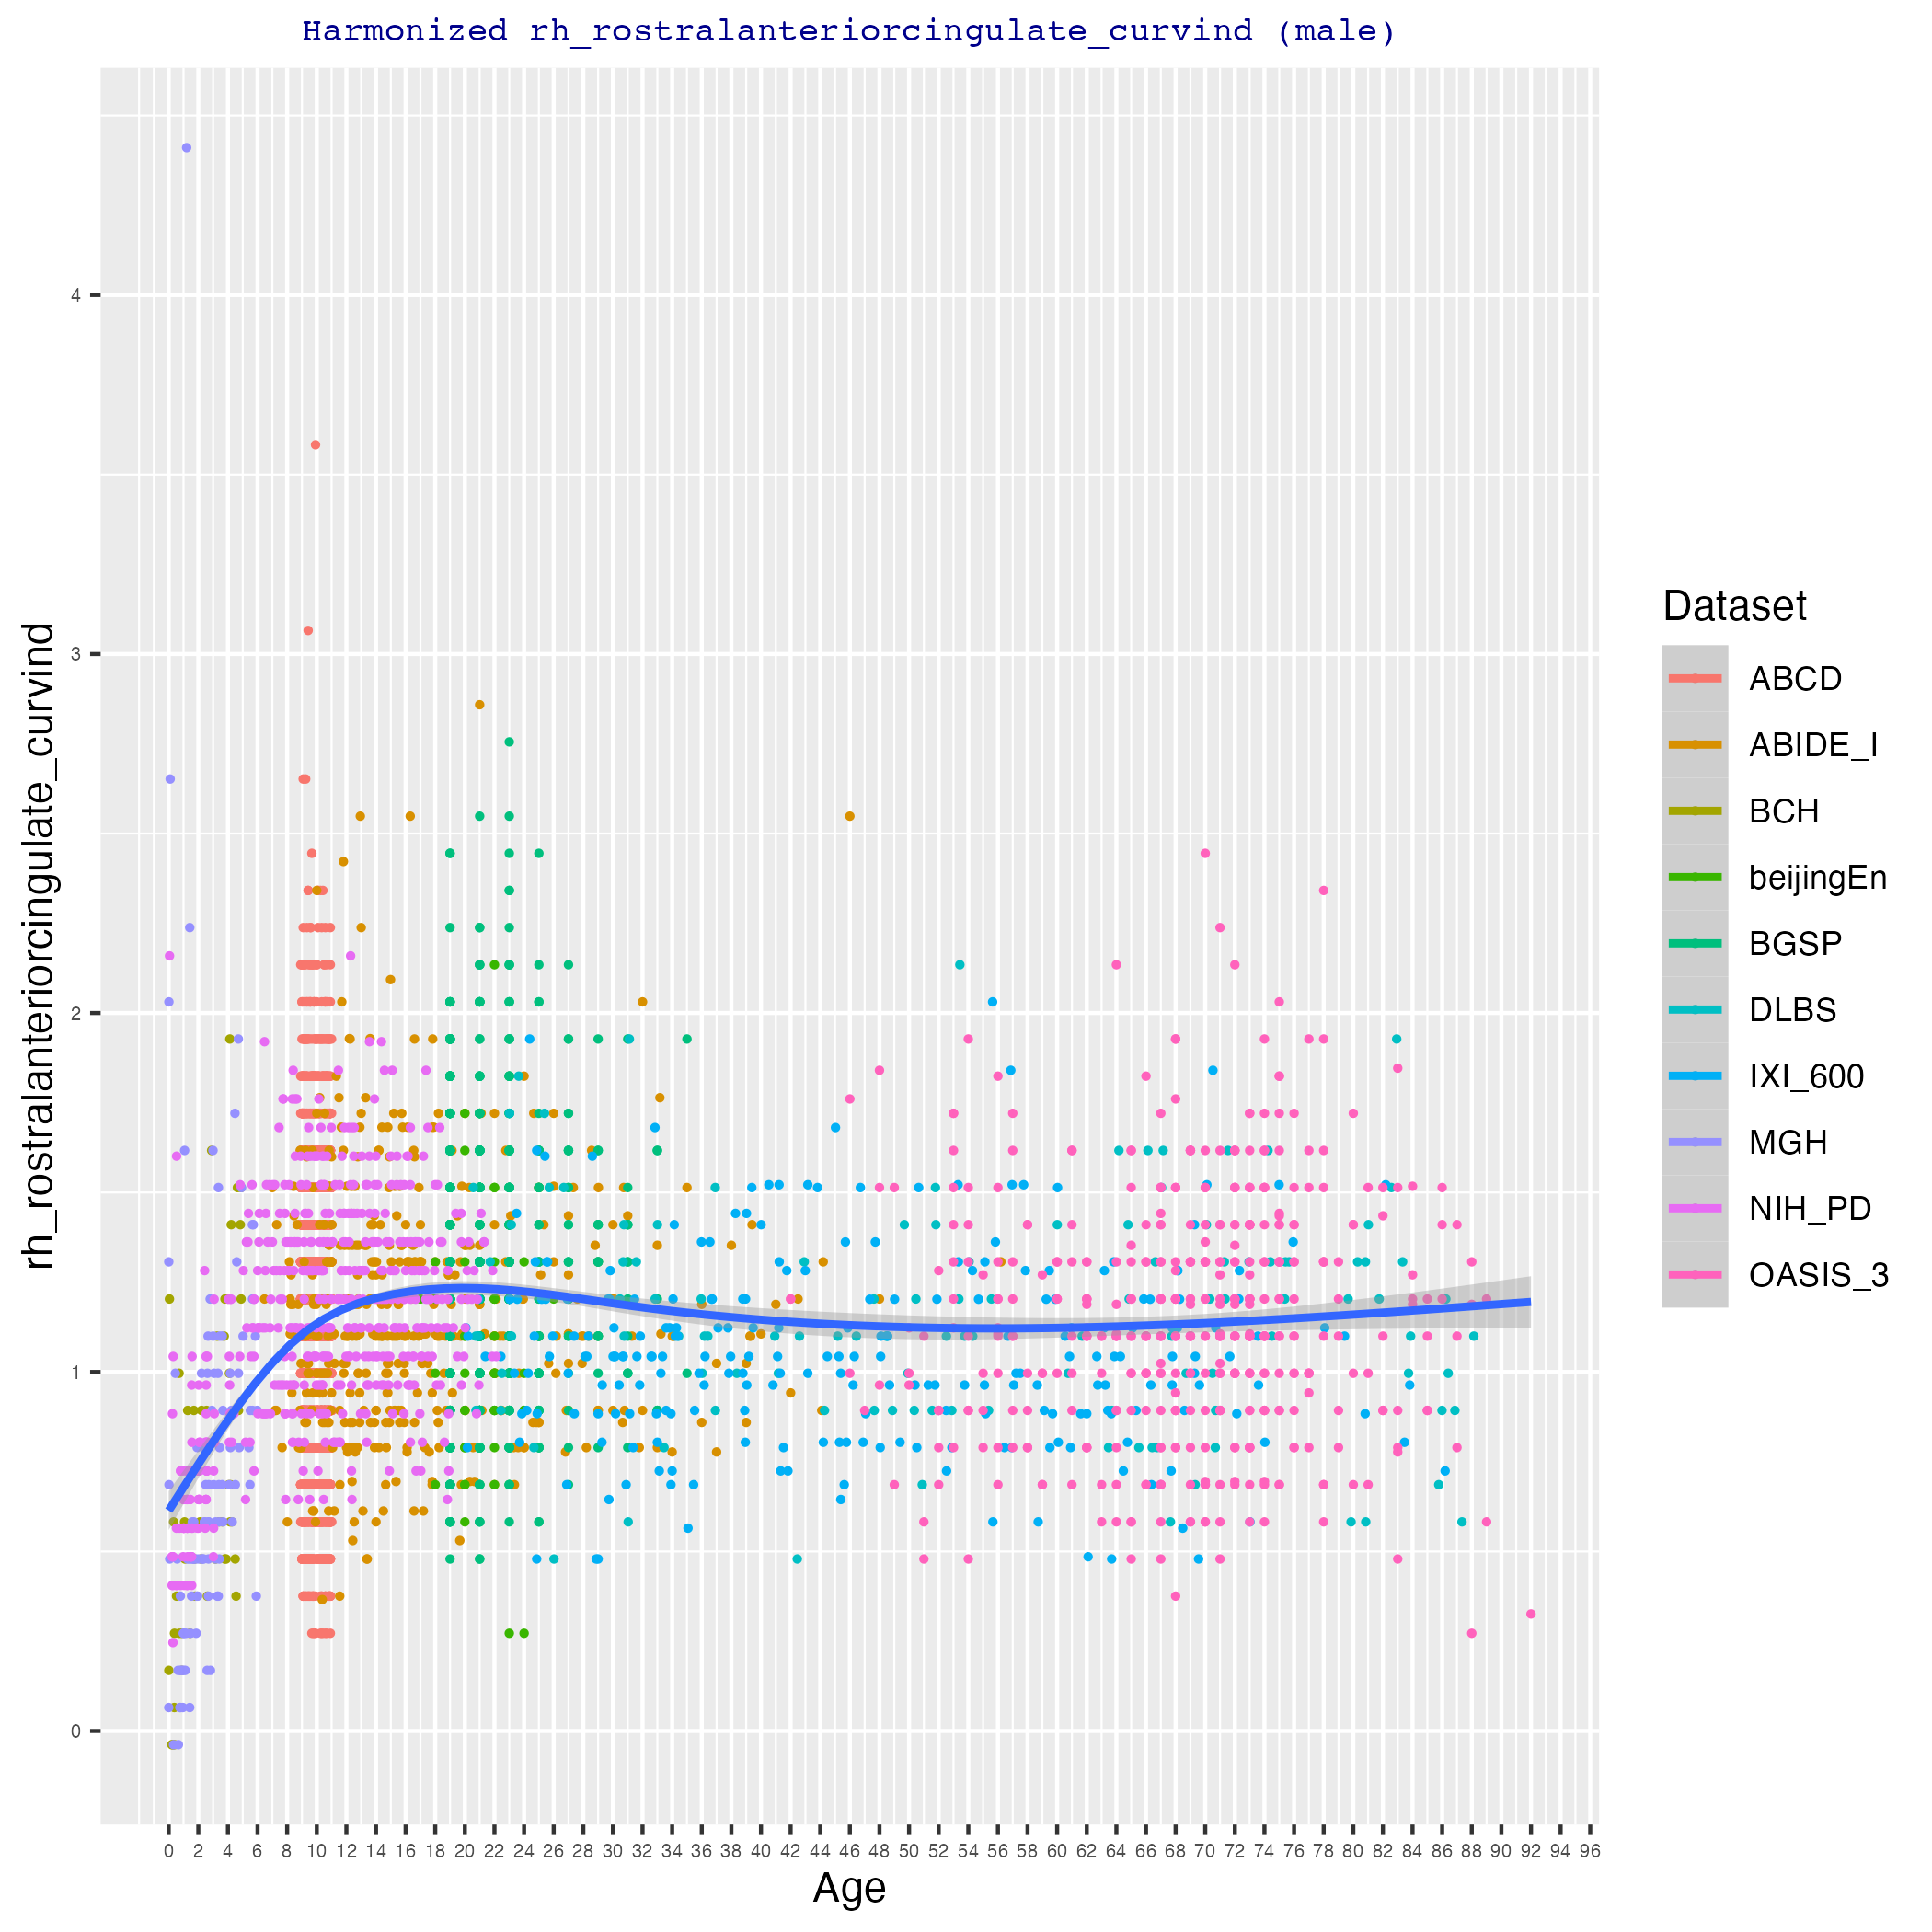 Harmonized rh_rostralanteriorcingulate_curvind (male)
rh_rostralanteriorcingulate_curvind
4
3
2
1
0
0 2 4 6 8 10 12 14 16 18 20 22 24 26 28 30 32 34 36 38 40 42 44 46 48 50 52 54 56 58 60 62 64 66 68 70 72 74 76 78 80 82 84 86 88 90 92 94 96
Age
Dataset
ABCD
ABIDE_I
BCH
beijingEn
BGSP
DLBS
IXI_600
MGH
NIH_PD
OASIS_3